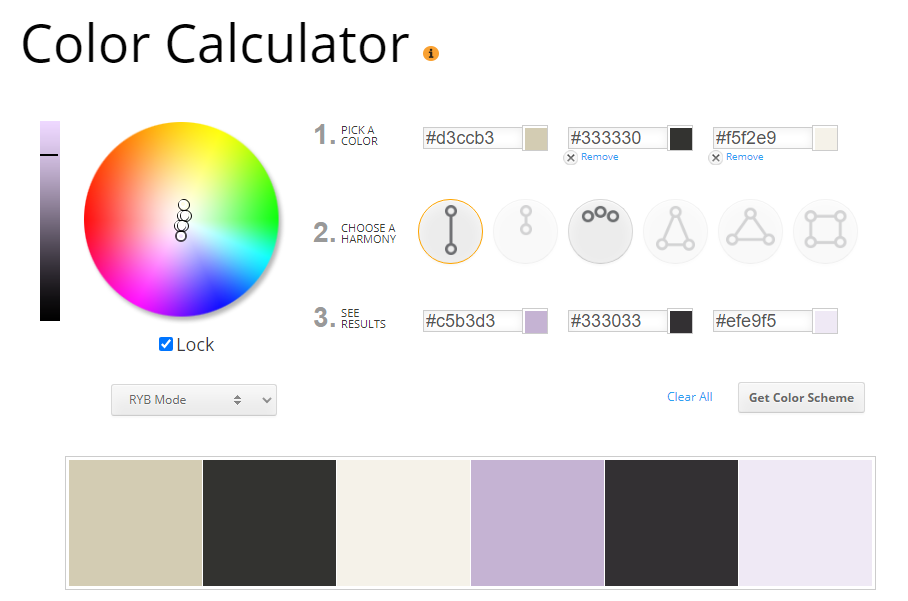 Color Calculator
1. PICK A
COLOR
#d3ccb3 #333330 #f5f2e9
Remove Remove
2. CHOOSE A
HARMONY
3. SEE
RESULTS
#c5b3d3 #333033 #efe9f5
Lock
RYB Mode
Clear All
Get Color Scheme